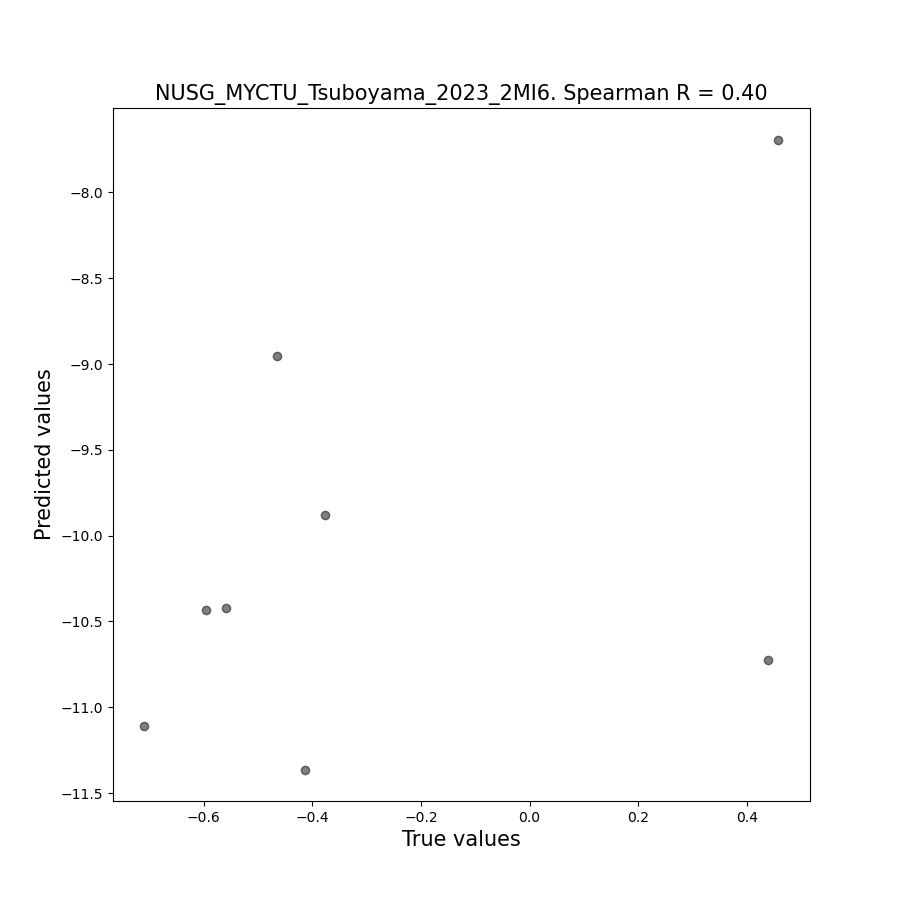 NUSG_MYCTU_Tsuboyama_2023_2MI6. Spearman R = 0.40
−8.0
−8.5
−9.0
−9.5
−10.0
−10.5
−11.0
−11.5
Predicted values
−0.6 −0.4 −0.2 0.0 0.2 0.4
True values